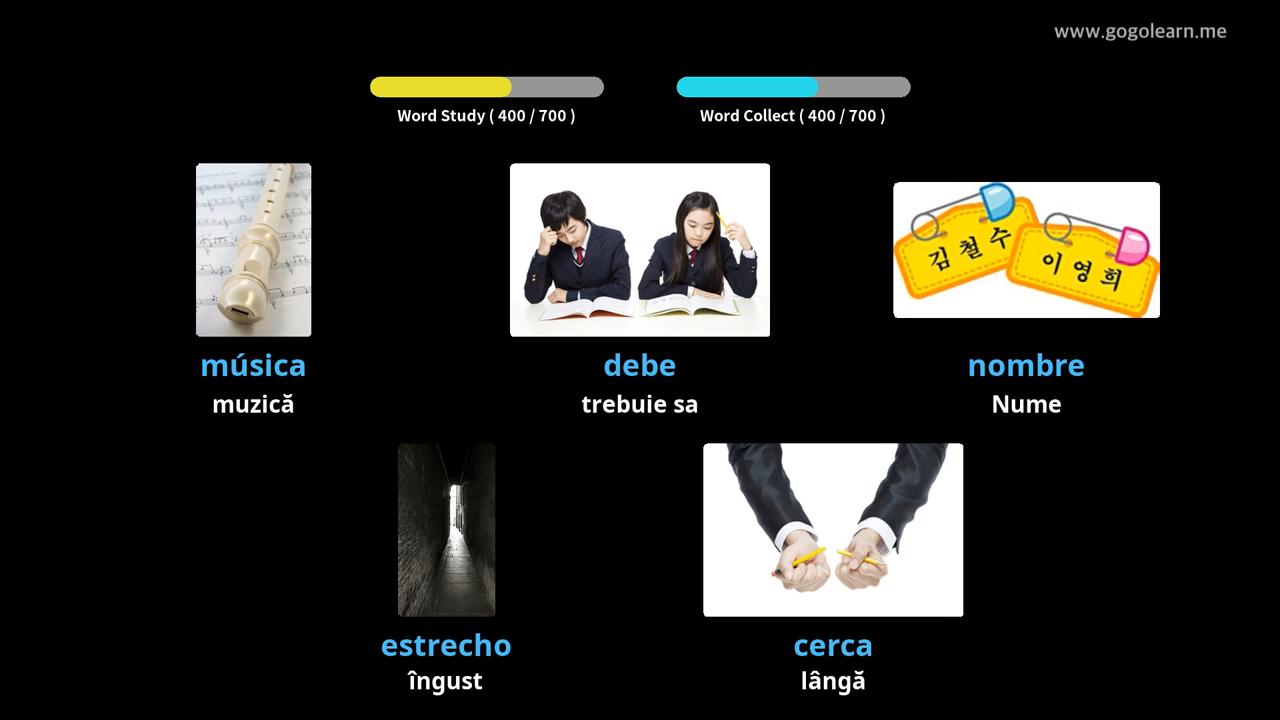 www.gogolearn.me
Word Study ( 400 / 700 )
Word Collect ( 400 / 700 )
김철수
이영희
música
muzică
debe
trebuie sa
nombre
Nume
estrecho
îngust
cerca
lângă